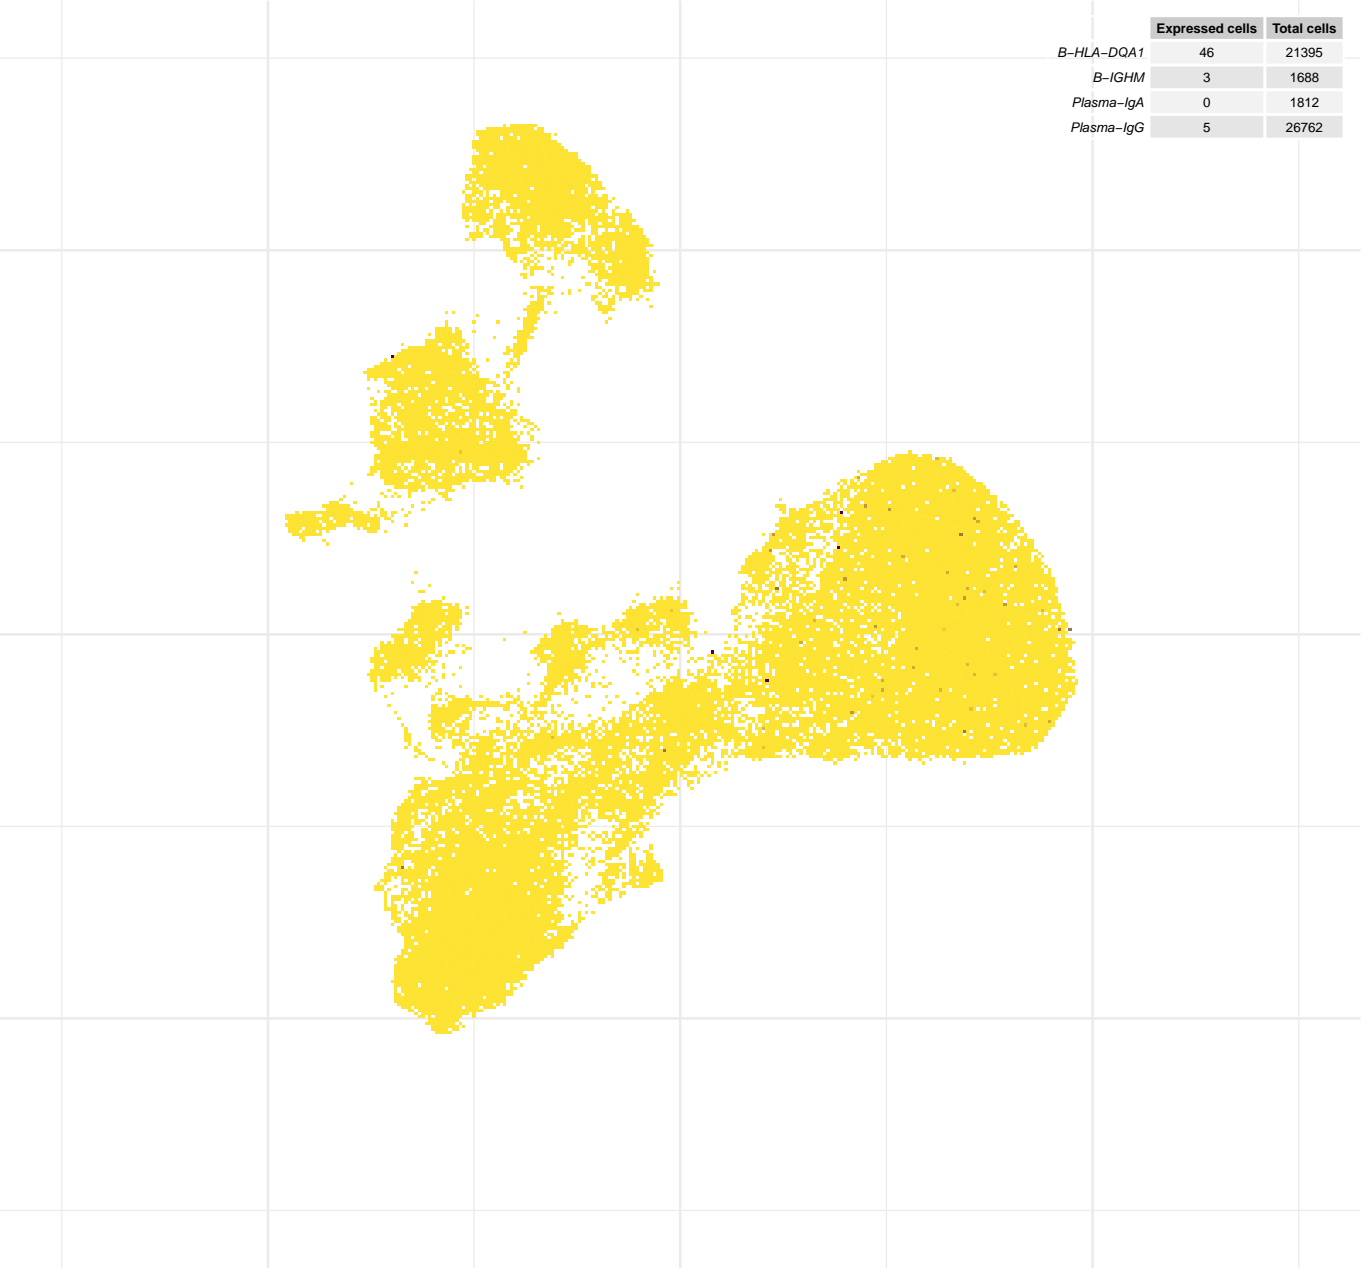 Expressed cells Total cells
B−HLA−DQA1 46 21395
B−IGHM 3 1688
Plasma−IgA 0 1812
Plasma−IgG 5 26762